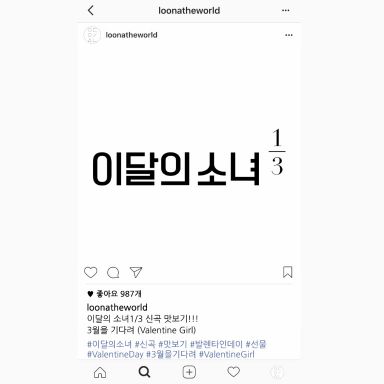 loonatheworld
loonatheworld
이달의 소녀 1/3
♥ 좋아요 987개
loonatheworld
이달의 소녀1/3 신곡 맛보기!!!
3월을 기다려 (Valentine Girl)
#이달의소녀 #신곡 #맛보기 #발렌타인데이 #선물
#ValentineDay #3월을기다려 #ValentineGirl